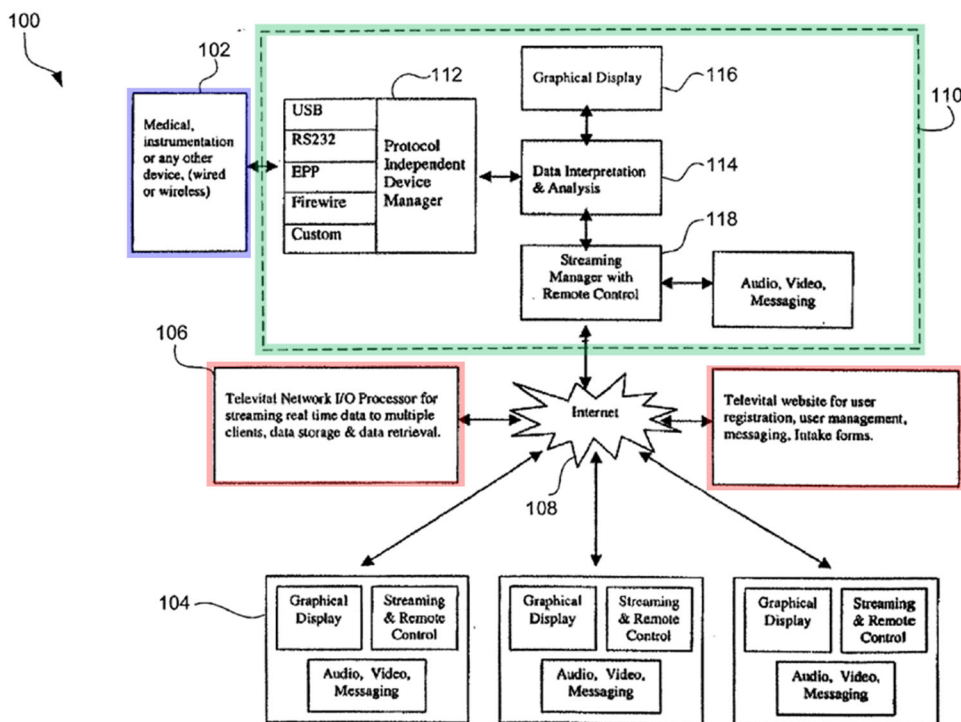 100
102
112
116
110
114
118
Medical,
instrumentation
or any other
device, (wired
or wireless)
USB
RS232
EPP
Firewire
Custom
Protocol
Independent
Device
Manager
Graphical Display
Data Interpretation
& Analysis
Streaming
Manager with
Remote Control
Audio, Video,
Messaging
106
Televital Network I/O Processor for
streaming real time data to multiple
clients, data storage & data retrieval.
Internet
108
Televital website for user
registration, user management,
messaging, Intake forms.
104
Graphical
Display
Streaming
& Remote
Control
Audio, Video,
Messaging
Graphical
Display
Streaming
& Remote
Control
Audio, Video,
Messaging
Graphical
Display
Streaming
& Remote
Control
Audio, Video,
Messaging